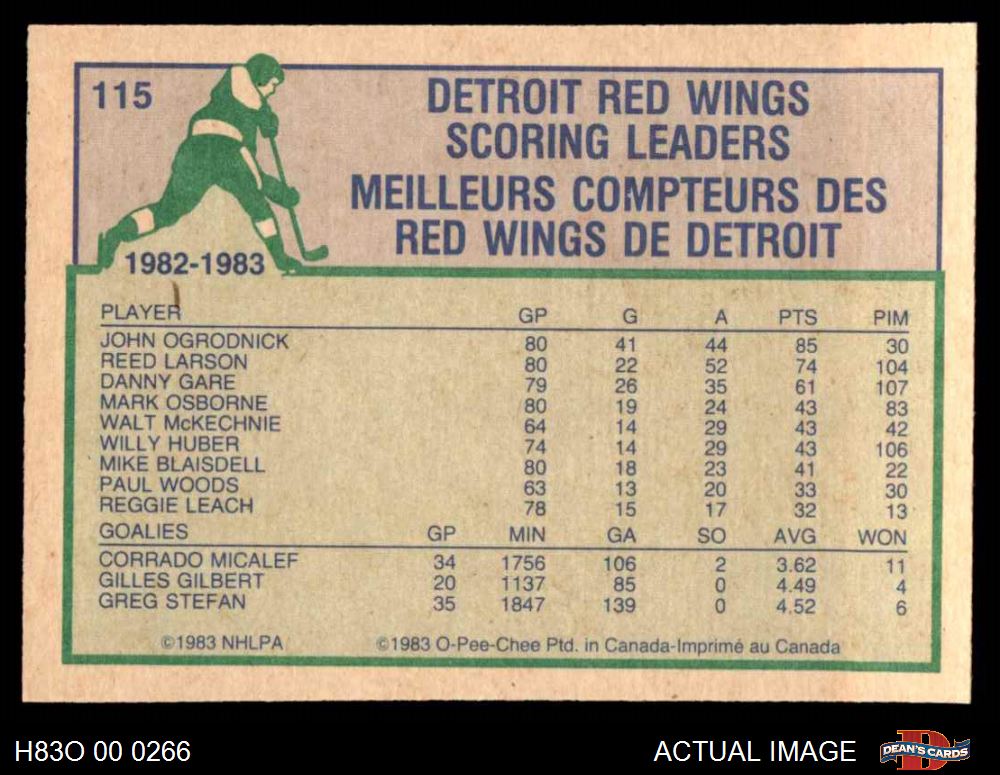 115
DETROIT RED WINGS
SCORING LEADERS
MEILLEURS COMPTEURS DES
RED WINGS DE DETROIT
1982-1983
PLAYER GP G A PTS PIM
JOHN OGRODNICK 80 41 44 85 30
REED LARSON 80 22 52 74 104
DANNY GARE 79 26 35 61 107
MARK OSBORNE 80 19 24 43 83
WALT McKECHNIE 64 14 29 43 42
WILLY HUBER 74 14 29 43 106
MIKE BLAISDELL 80 18 23 41 22
PAUL WOODS 63 13 20 33 30
REGGIE LEACH 78 15 17 32 13
GOALIES GP MIN GA SO AVG WON
CORRADO MICALEF 34 1756 106 2 3.62 11
GILLES GILBERT 20 1137 85 0 4.49 4
GREG STEFAN 35 1847 139 0 4.52 6
©1983 NHLPA ©1983 O-Pee-Chee Ptd. in Canada-Imprimé au Canada
H83O 00 0266 ACTUAL IMAGE DEAN'S CARDS